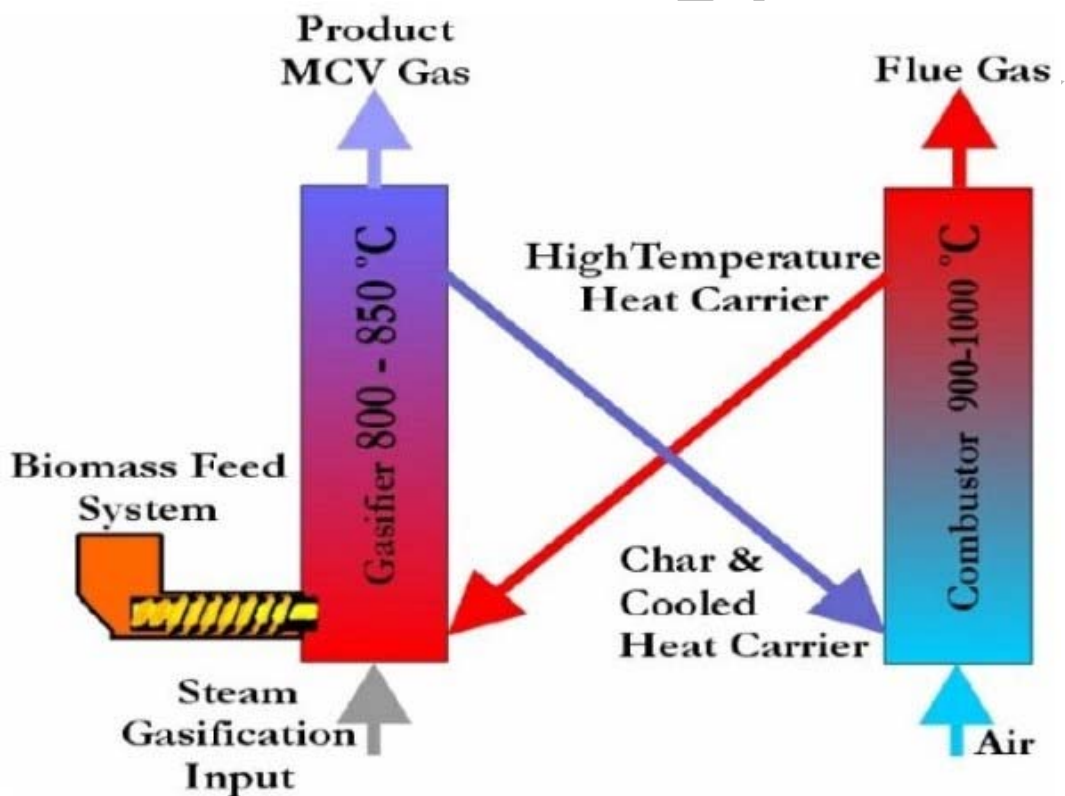 Product
MCV Gas
Flue Gas
Gasifier 800 - 850 °C
HighTemperature
Heat Carrier
Combustor 900-1000 °C
Biomass Feed
System
Char &
Cooled
Heat Carrier
Steam
Gasification
Input
Air